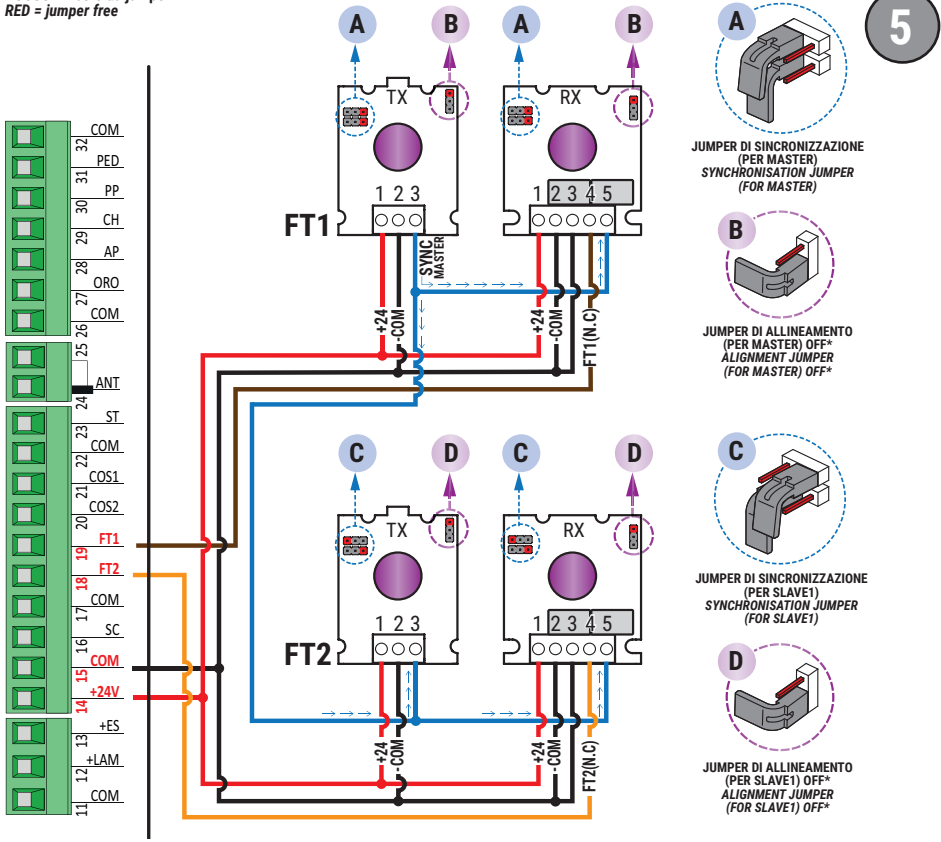 RED = jumper free
5
A
B
A
B
A
TX
RX
JUMPER DI SINCRONIZZAZIONE
(PER MASTER)
SYNCHRONISATION JUMPER
(FOR MASTER)
1 2 3
1 2 3 4 5
FT1
SYNC
MASTER
+24
-COM
+24
-COM
FT1(N.C)
B
JUMPER DI ALLINEAMENTO
(PER MASTER) OFF*
ALIGNMENT JUMPER
(FOR MASTER) OFF*
COM
32
PED
31
PP
30
CH
29
AP
28
ORO
27
COM
26
25
ANT
24
ST
23
COM
22
COS1
21
COS2
20
FT1
19
FT2
18
COM
17
SC
16
COM
15
+24V
14
+ES
13
+LAM
12
COM
11
C
D
C
D
C
TX
RX
JUMPER DI SINCRONIZZAZIONE
(PER SLAVE1)
SYNCHRONISATION JUMPER
(FOR SLAVE1)
1 2 3
1 2 3 4 5
FT2
+24
-COM
+24
-COM
FT2(N.C)
D
JUMPER DI ALLINEAMENTO
(PER SLAVE1) OFF*
ALIGNMENT JUMPER
(FOR SLAVE1) OFF*